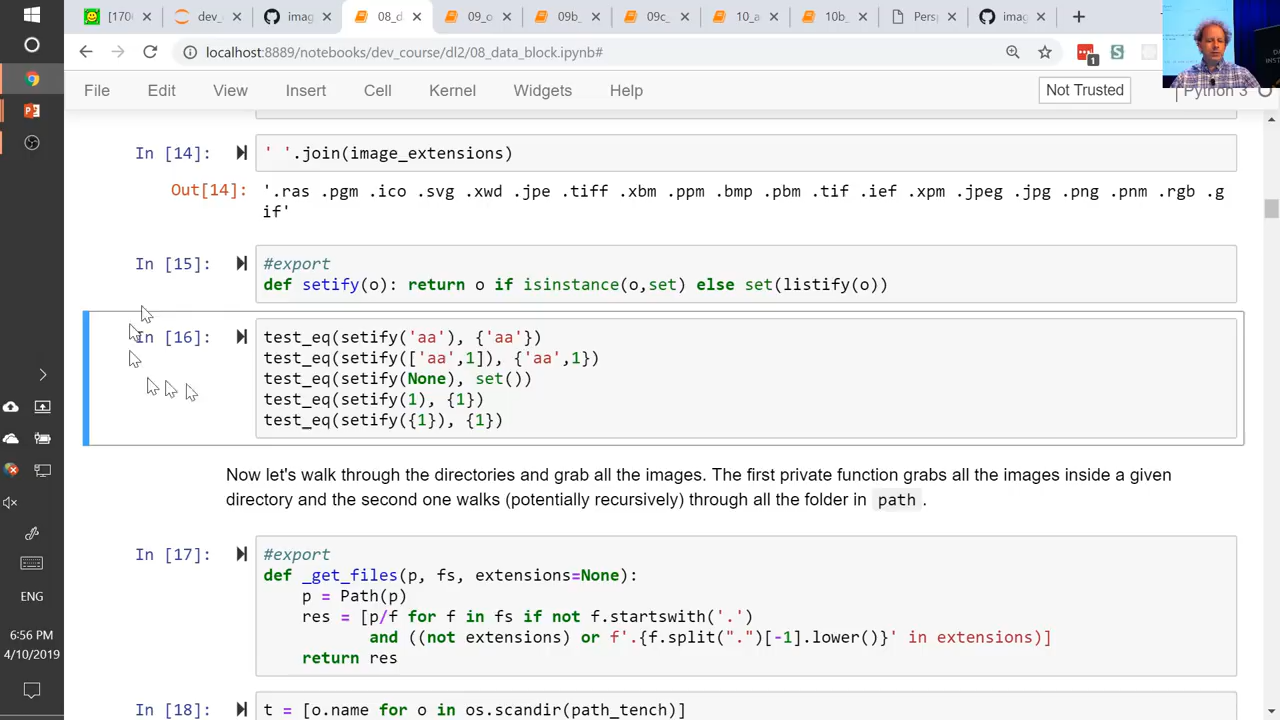 [170
dev_
imag
08_d
09_o
09b_
09c_
10_a
10b_
Pers
imag
localhost:8889/notebooks/dev_course/dl2/08_data_block.ipynb#
1
File Edit View Insert Cell Kernel Widgets Help
Not Trusted
Python 3
In [14]:
' '.join(image_extensions)
Out[14]:
'.ras .pgm .ico .svg .xwd .jpe .tiff .xbm .ppm .bmp .pbm .tif .ief .xpm .jpeg .jpg .png .pnm .rgb .g
if'
In [15]:
#export
def setify(o): return o if isinstance(o,set) else set(listify(o))
In [16]:
test_eq(setify('aa'), {'aa'})
test_eq(setify(['aa',1]), {'aa',1})
test_eq(setify(None), set())
test_eq(setify(1), {1})
test_eq(setify({1}), {1})
Now let's walk through the directories and grab all the images. The first private function grabs all the images inside a given
directory and the second one walks (potentially recursively) through all the folder in path.
In [17]:
#export
def _get_files(p, fs, extensions=None):
p = Path(p)
res = [p/f for f in fs if not f.startswith('.')
and ((not extensions) or f'.{f.split(".")[-1].lower()}' in extensions)]
return res
In [18]:
t = [o.name for o in os.scandir(path_tench)]
ENG
6:56 PM
4/10/2019